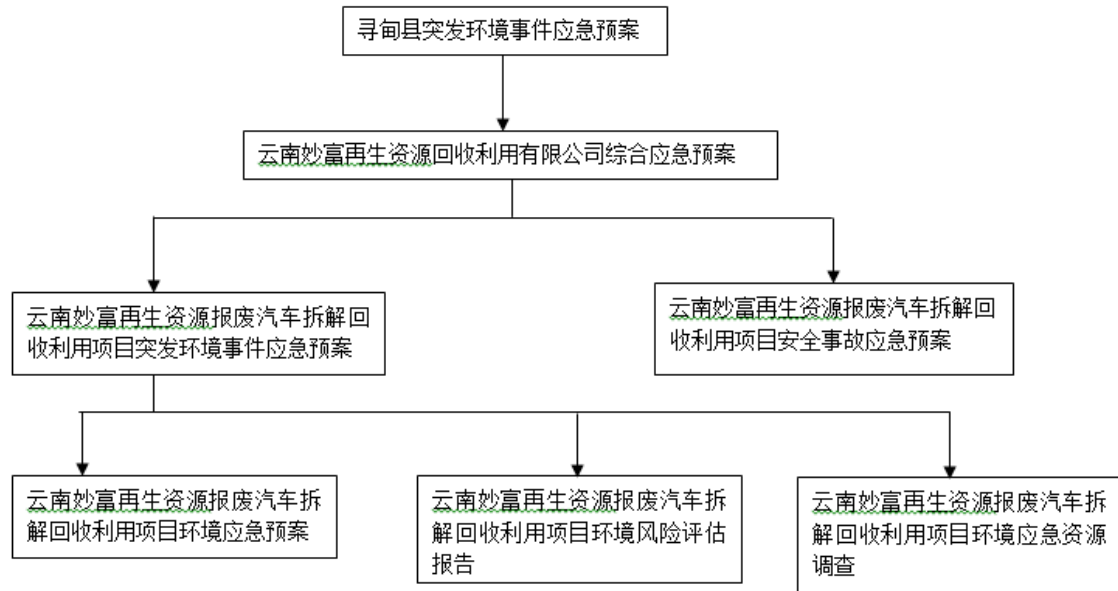 寻甸县突发环境事件应急预案
云南妙富再生资源回收利用有限公司综合应急预案
云南妙富再生资源报废汽车拆解回
收利用项目突发环境事件应急预案
云南妙富再生资源报废汽车拆解回
收利用项目安全事故应急预案
云南妙富再生资源报废汽车拆
解回收利用项目环境应急预案
云南妙富再生资源报废汽车拆
解回收利用项目环境风险评估
报告
云南妙富再生资源报废汽车拆
解回收利用项目环境应急资源
调查